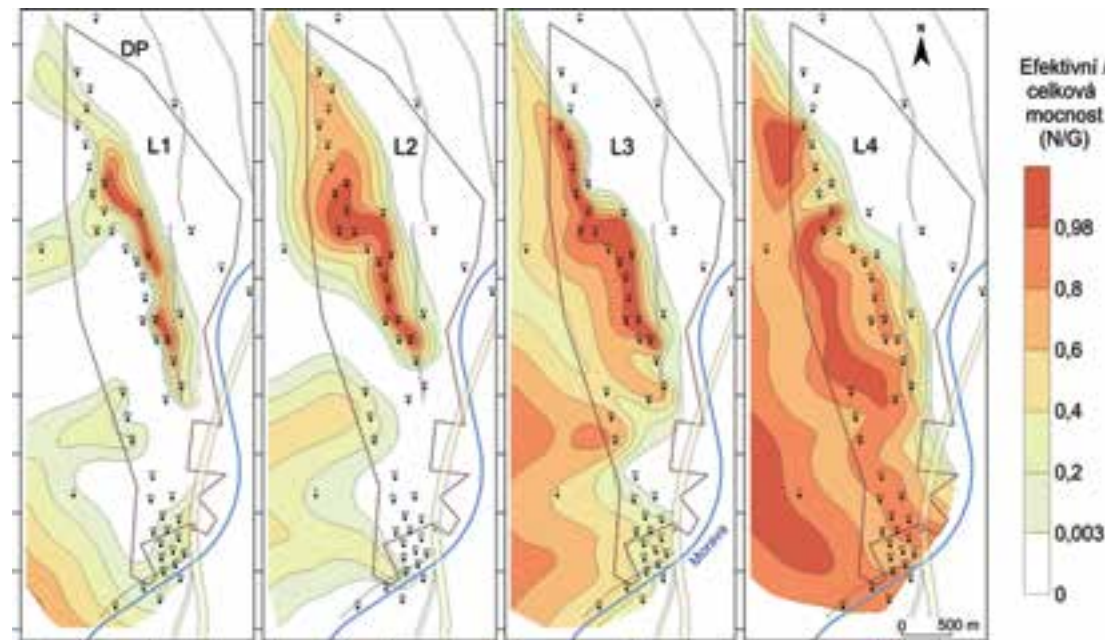 DP
L1
L2
L3
L4
N
Morava
0 500 m
Efektivní /
celková
mocnost
(N/G)
0,98
0,8
0,6
0,4
0,2
0,003
0